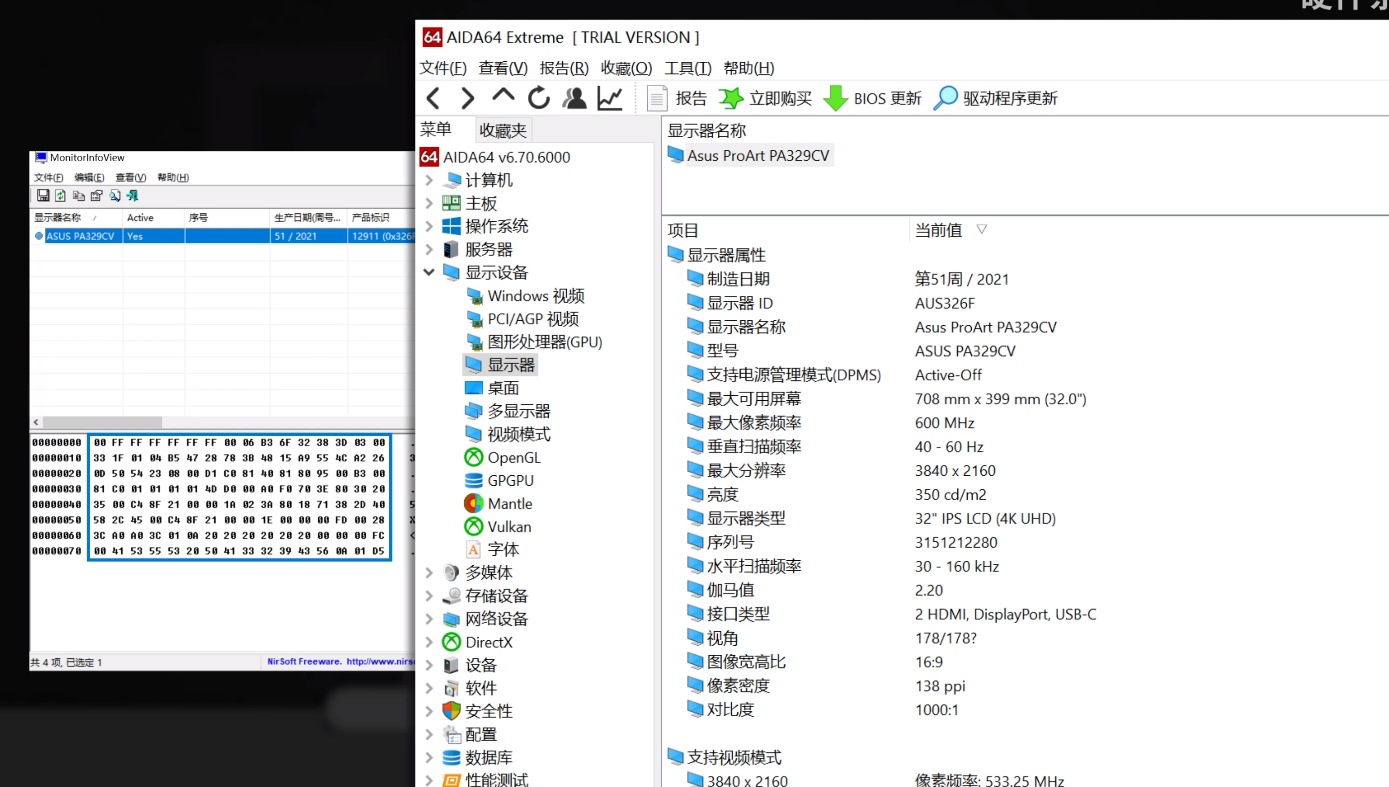 硬件茶
64 AIDA64 Extreme [ TRIAL VERSION ]
文件(F) 查看(V) 报告(R) 收藏(O) 工具(T) 帮助(H)
报告 立即购买 BIOS 更新 驱动程序更新
菜单 收藏夹
64 AIDA64 v6.70.6000
计算机
主板
操作系统
服务器
显示设备
Windows 视频
PCI/AGP 视频
图形处理器(GPU)
显示器
桌面
多显示器
视频模式
OpenGL
GPGPU
Mantle
Vulkan
字体
多媒体
存储设备
网络设备
DirectX
设备
软件
安全性
配置
数据库
性能测试
显示器名称
Asus ProArt PA329CV
项目 当前值
显示器属性
制造日期 第51周 / 2021
显示器 ID AUS326F
显示器名称 Asus ProArt PA329CV
型号 ASUS PA329CV
支持电源管理模式(DPMS) Active-Off
最大可用屏幕 708 mm x 399 mm (32.0")
最大像素频率 600 MHz
垂直扫描频率 40 - 60 Hz
最大分辨率 3840 x 2160
亮度 350 cd/m2
显示器类型 32" IPS LCD (4K UHD)
序列号 3151212280
水平扫描频率 30 - 160 kHz
伽马值 2.20
接口类型 2 HDMI, DisplayPort, USB-C
视角 178/178?
图像宽高比 16:9
像素密度 138 ppi
对比度 1000:1
支持视频模式
3840 x 2160 像素频率: 533.25 MHz
MonitorInfoView
文件(F) 编辑(E) 查看(V) 帮助(H)
显示器名称 / Active 序号 生产日期(周号... 产品标识
ASUS PA329CV Yes 51 / 2021 12911 (0x326F
00000000 00 FF FF FF FF FF FF 00 06 B3 6F 32 38 3D 03 00 .
00000010 33 1F 01 04 B5 47 28 78 3B 48 15 A9 55 4C A2 26 3
00000020 0D 50 54 23 08 00 D1 C0 81 40 81 80 95 00 B3 00 .
00000030 81 C0 01 01 01 01 4D D0 00 A0 F0 70 3E 80 30 20 .
00000040 35 00 C4 8F 21 00 00 1A 02 3A 80 18 71 38 2D 40 5
00000050 58 2C 45 00 C4 8F 21 00 00 1E 00 00 00 FD 00 28 X
00000060 3C A0 A0 3C 01 0A 20 20 20 20 20 20 00 00 00 FC <
00000070 00 41 53 55 53 20 50 41 33 32 39 43 56 0A 01 D5 .
共 4 项, 已选定 1 NirSoft Freeware. http://www.nirs